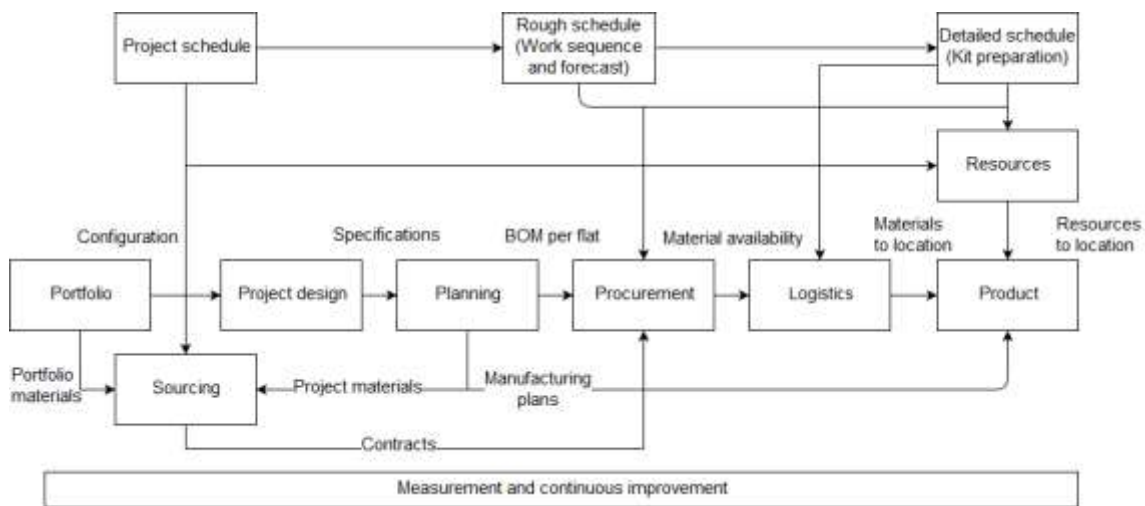 Project schedule
Rough schedule
(Work sequence
and forecast)
Detailed schedule
(Kit preparation)
Resources
Configuration
Specifications
BOM per flat
Material availability
Materials
to location
Resources
to location
Portfolio
Project design
Planning
Procurement
Logistics
Product
Portfolio
materials
Sourcing
Project materials
Manufacturing
plans
Contracts
Measurement and continuous improvement